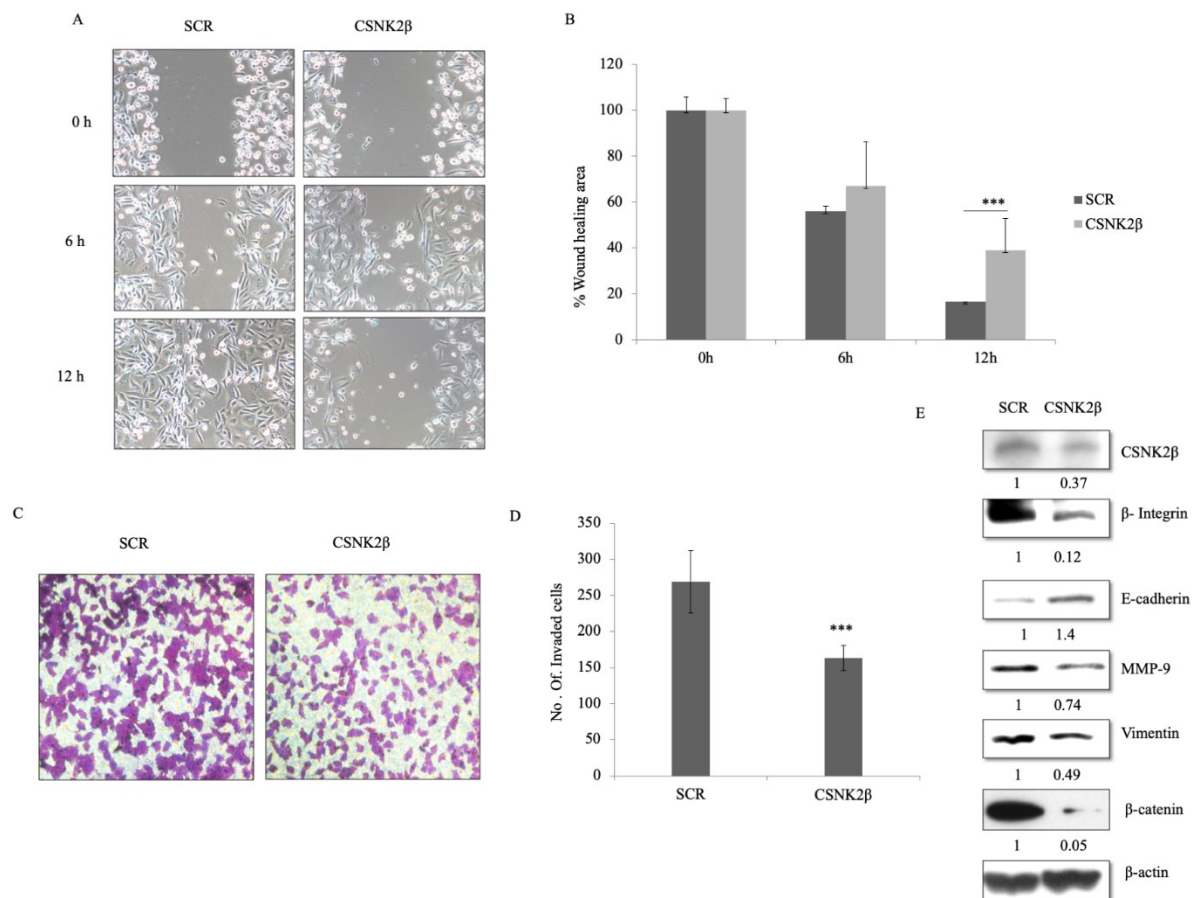 A
SCR CSNK2β
0 h
6 h
12 h
B
% Wound healing area
120
100
80
60
40
20
0
0h 6h 12h
***
SCR
CSNK2β
C
SCR CSNK2β
D
No . Of. Invaded cells
350
300
250
200
150
100
50
0
***
SCR CSNK2β
E
SCR CSNK2β
CSNK2β
1 0.37
β- Integrin
1 0.12
E-cadherin
1 1.4
MMP-9
1 0.74
Vimentin
1 0.49
β-catenin
1 0.05
β-actin